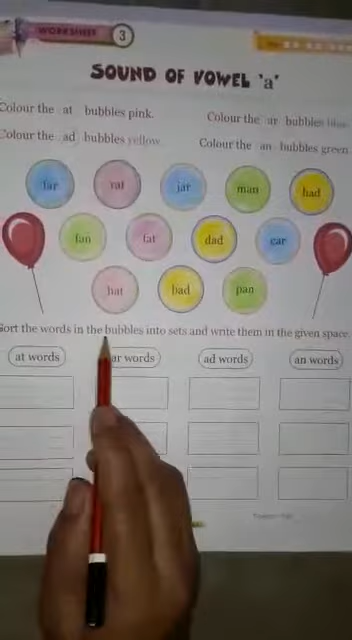 WORKSHEET 3
SOUND OF VOWEL 'a'
Colour the at bubbles pink.
Colour the ar bubbles blue.
Colour the ad bubbles yellow.
Colour the an bubbles green
far rat jar man had
fan fat dad car
hat bad pan
Sort the words in the bubbles into sets and write them in the given space.
at words ar words ad words an words